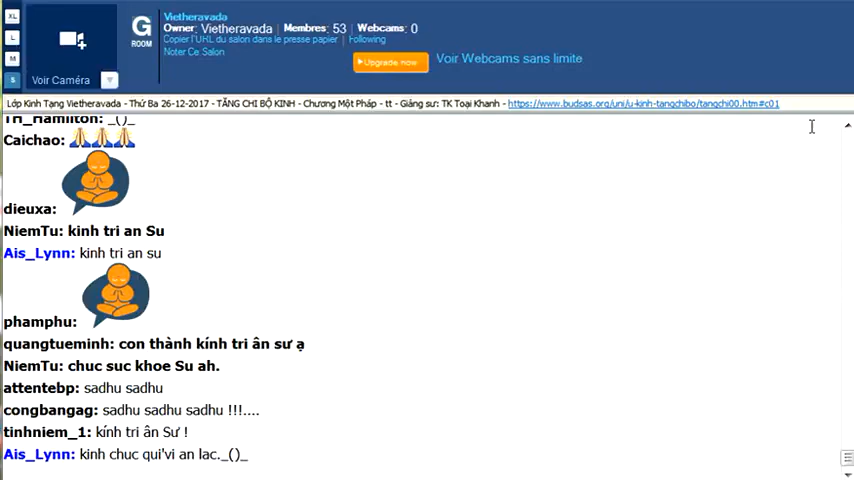 XL
L
M
S
Voir Caméra
G
ROOM
Vietheravada
Owner: Vietheravada Membres: 53 Webcams: 0
Copier l'URL du salon dans le presse papier | Following
Noter Ce Salon
Upgrade now
Voir Webcams sans limite
Lớp Kinh Tạng Vietheravada - Thứ Ba 26-12-2017 - TĂNG CHI BỘ KINH - Chương Một Pháp - tt - Giảng sư: TK Toại Khanh - https://www.budsas.org/uni/u-kinh-tangchibo/tangchi00.htm#c01
TH_Hamilton: _()_
Caichao: 🙏🙏🙏
dieuxa:
NiemTu: kinh tri an Su
Ais_Lynn: kinh tri an su
phamphu:
quangtueminh: con thành kính tri ân sư ạ
NiemTu: chuc suc khoe Su ah.
attentebp: sadhu sadhu
congbangag: sadhu sadhu sadhu !!!....
tinhniem_1: kính tri ân Sư !
Ais_Lynn: kinh chuc qui'vi an lac._()_